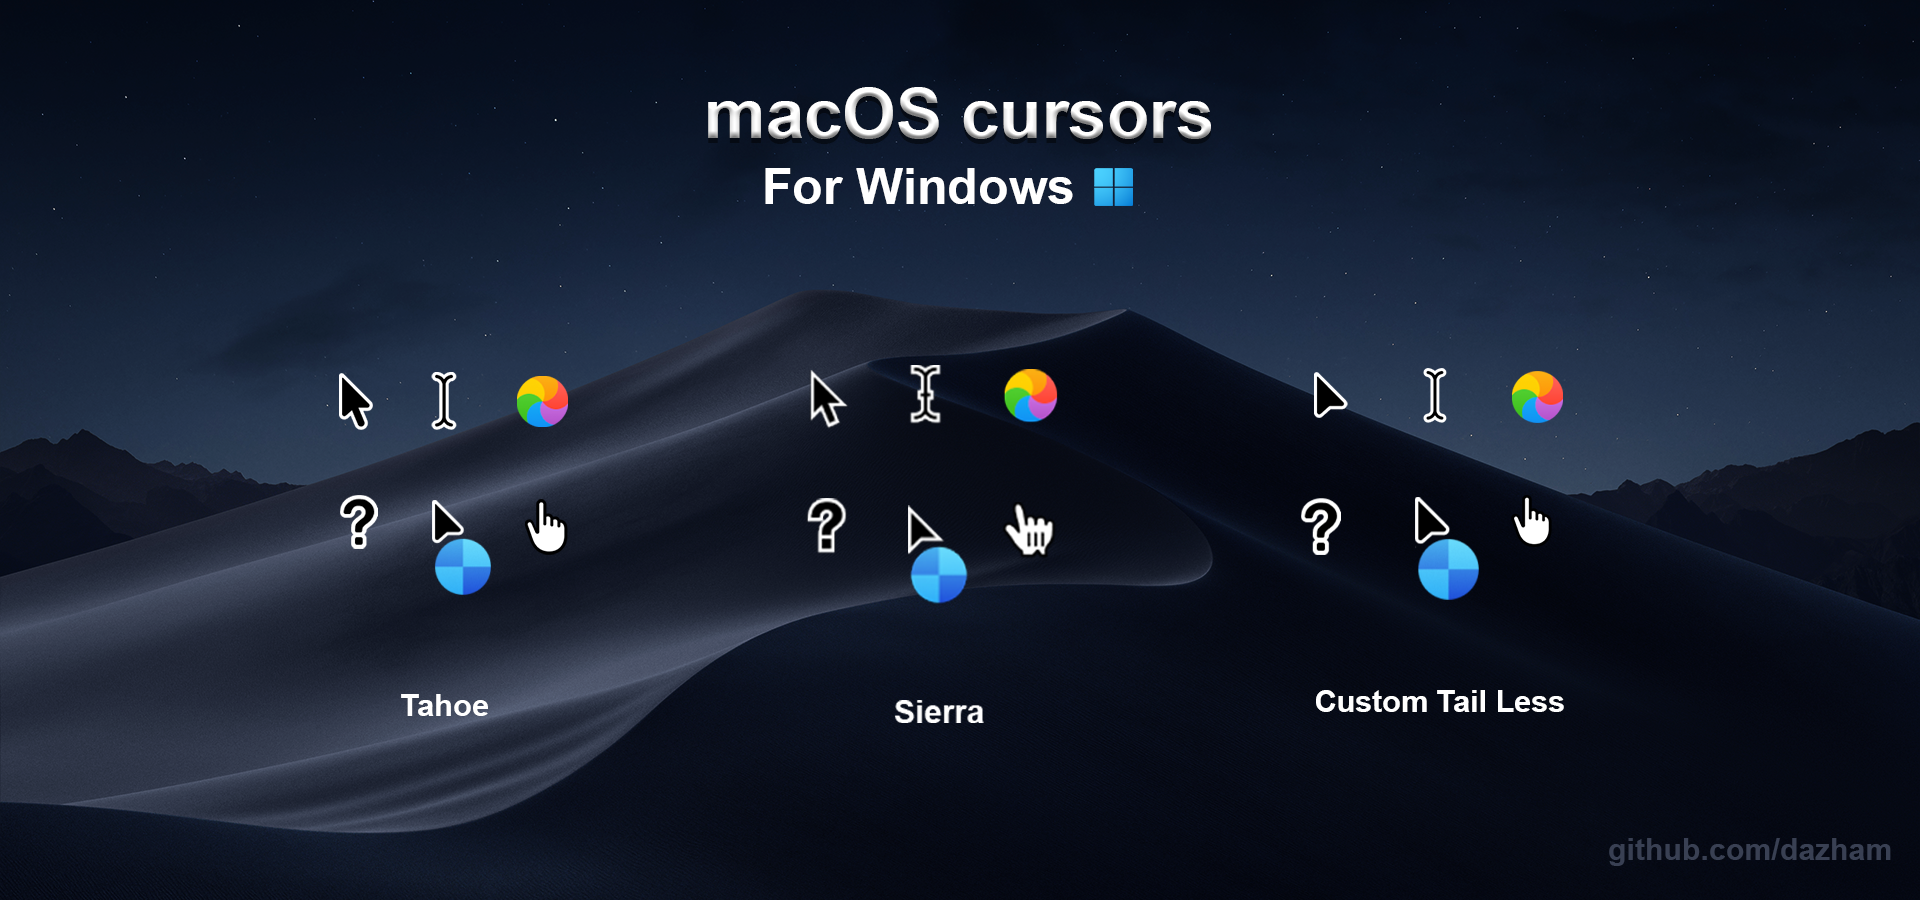 macOS cursors
For Windows
Tahoe
Sierra
Custom Tail Less
github.com/dazham